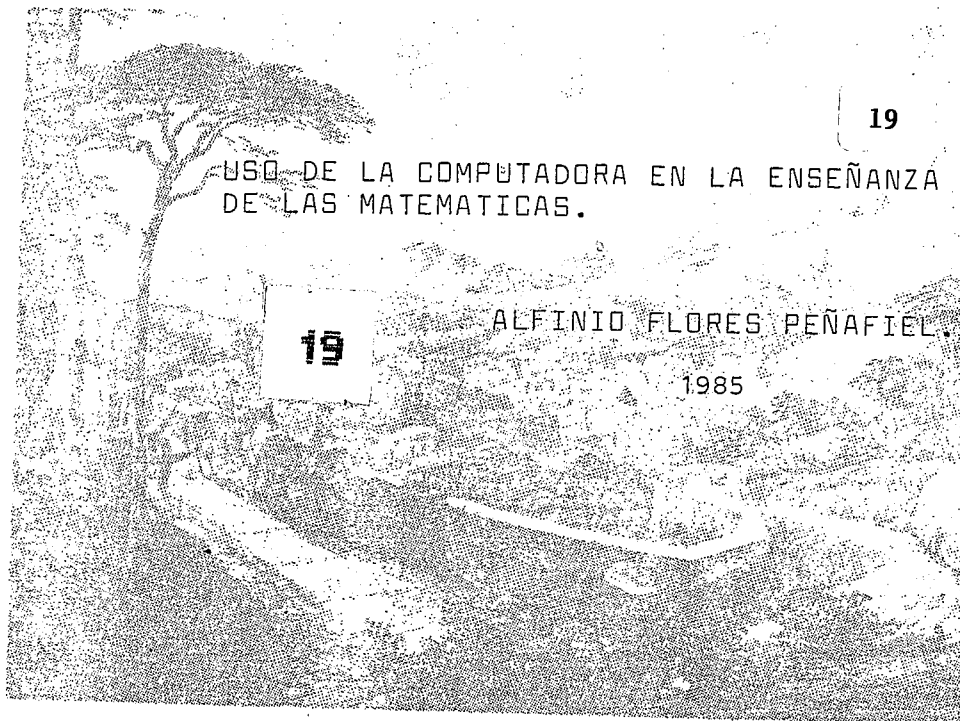 19
USO DE LA COMPUTADORA EN LA ENSEÑANZA
DE LAS MATEMATICAS.
19
ALFINIO FLORES PEÑAFIEL.
1985